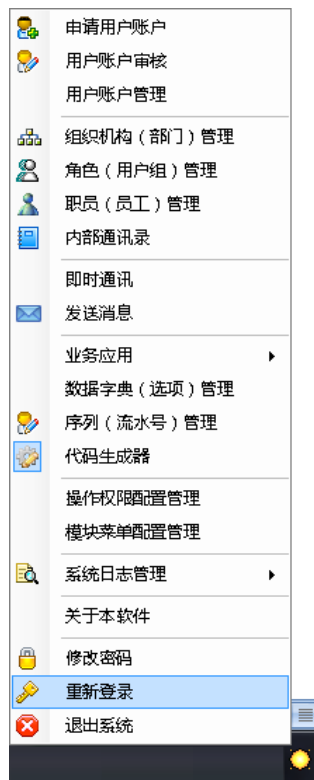 申请用户账户
用户账户审核
用户账户管理
组织机构（部门）管理
角色（用户组）管理
职员（员工）管理
内部通讯录
即时通讯
发送消息
业务应用
数据字典（选项）管理
序列（流水号）管理
代码生成器
操作权限配置管理
模块菜单配置管理
系统日志管理
关于本软件
修改密码
重新登录
退出系统